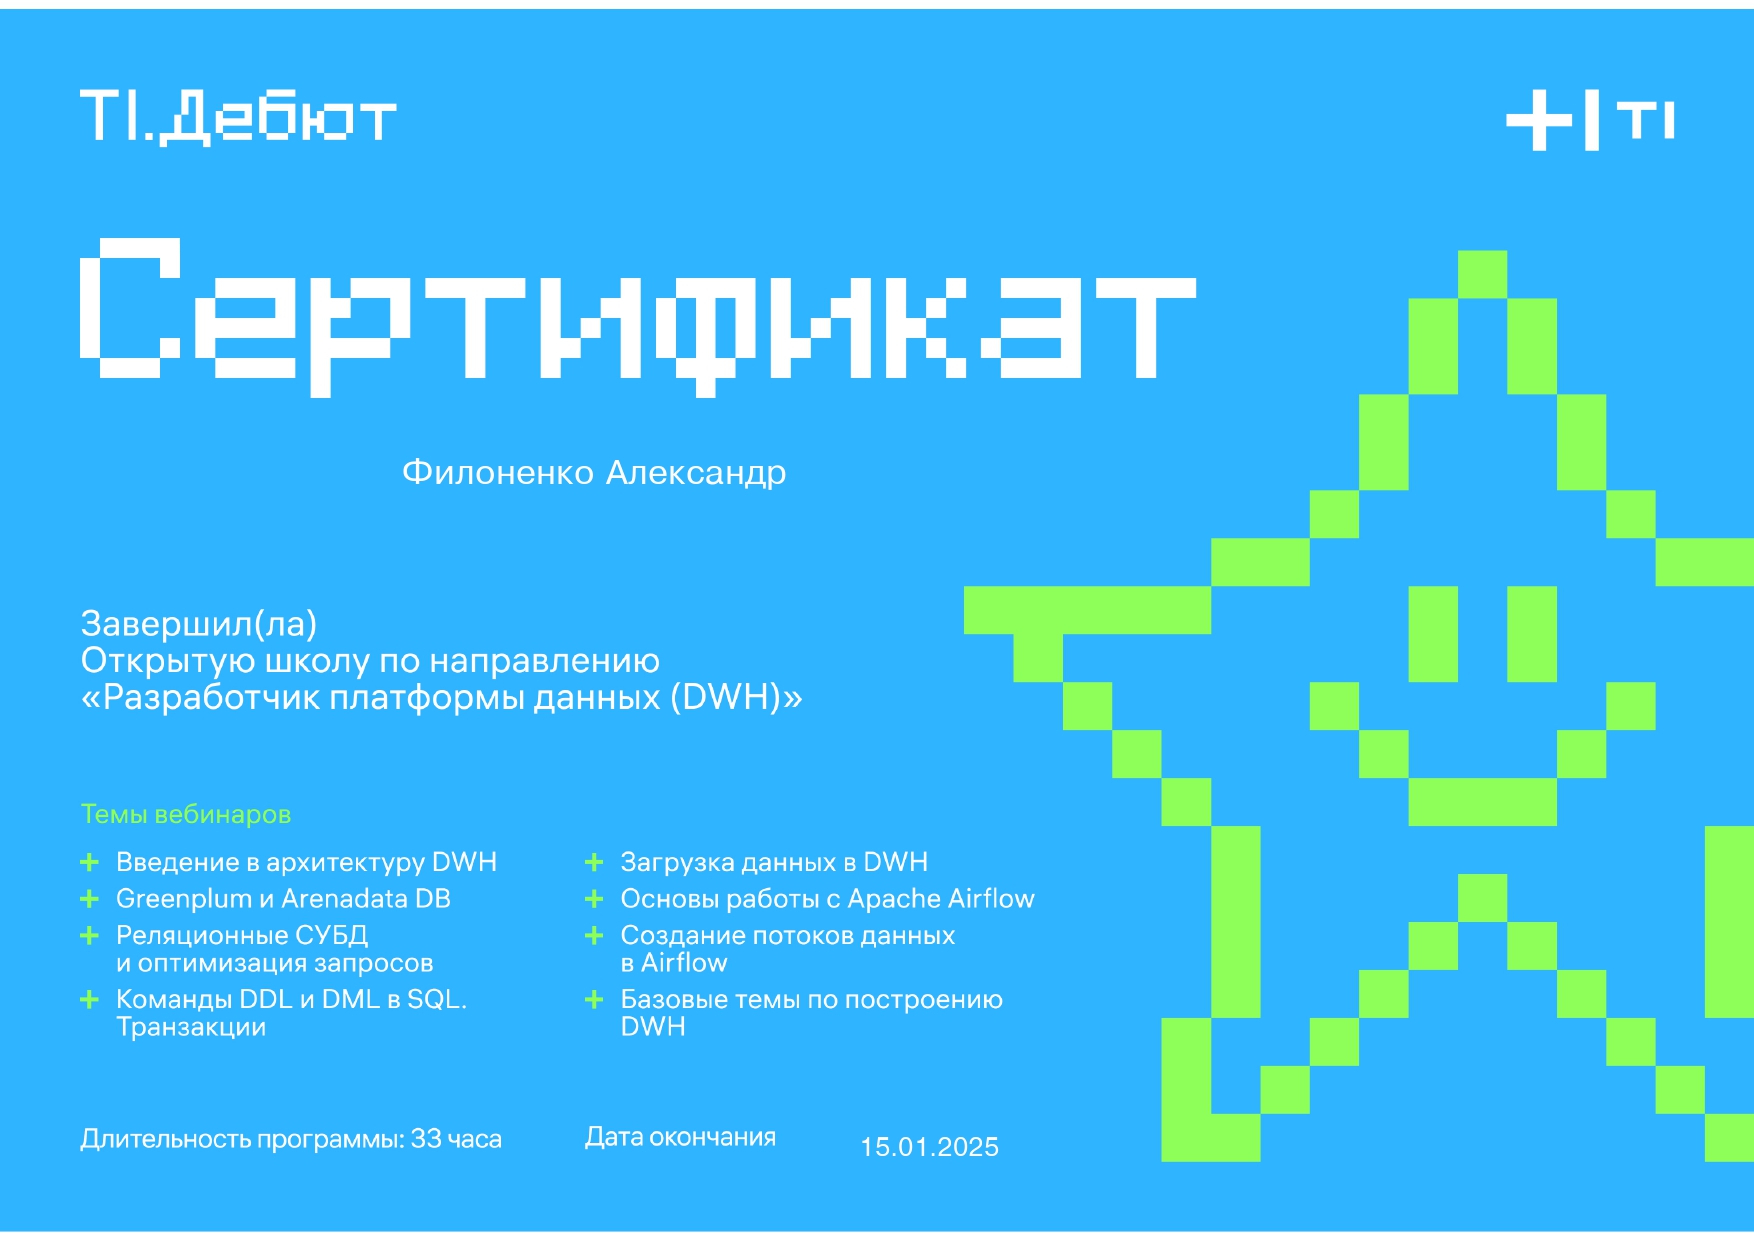 TI.Дебют
TI
Сертификат
Филоненко Александр
Завершил(ла)
Открытую школу по направлению
«Разработчик платформы данных (DWH)»
Темы вебинаров
Введение в архитектуру DWH
Greenplum и Arenadata DB
Реляционные СУБД
и оптимизация запросов
Команды DDL и DML в SQL.
Транзакции
Загрузка данных в DWH
Основы работы с Apache Airflow
Создание потоков данных
в Airflow
Базовые темы по построению
DWH
Длительность программы: 33 часа
Дата окончания
15.01.2025